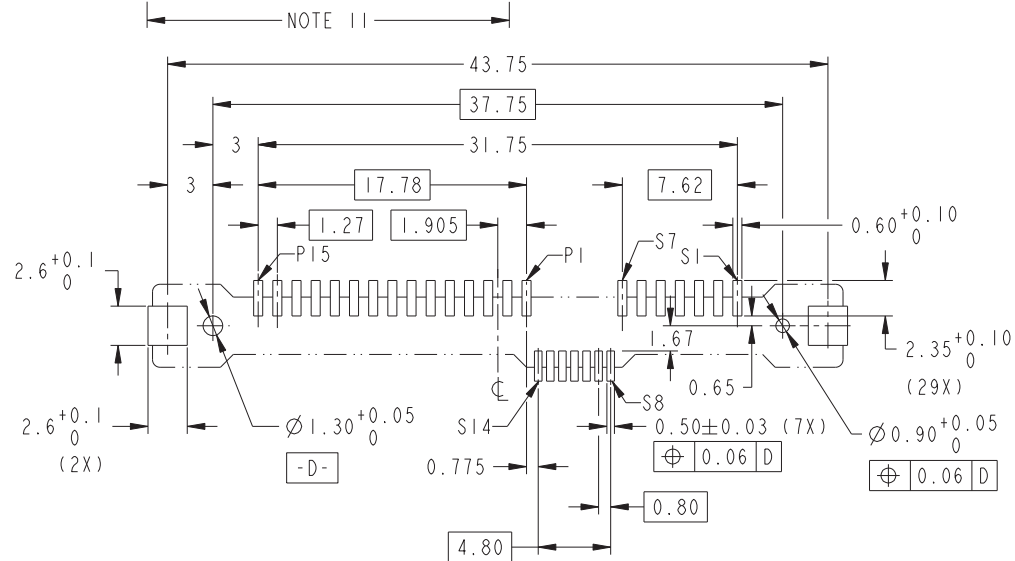 NOTE 11
43.75
37.75
3
31.75
3
17.78
7.62
1.27
1.905
0.60 +0.10 0
P15
P1
S7
S1
2.6 +0.1 0
1.67
2.35 +0.10 0
(29X)
0.65
℄
S8
S14
2.6 +0.1 0
(2X)
Ø1.30 +0.05 0
-D-
0.50±0.03 (7X)
⌖ 0.06 D
Ø0.90 +0.05 0
⌖ 0.06 D
0.775
0.80
4.80